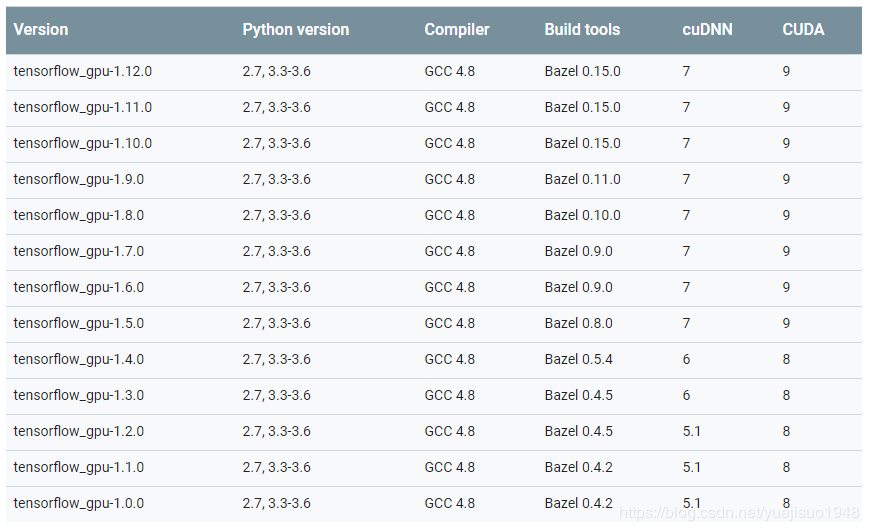 Version Python version Compiler Build tools cuDNN CUDA
tensorflow_gpu-1.12.0 2.7, 3.3-3.6 GCC 4.8 Bazel 0.15.0 7 9
tensorflow_gpu-1.11.0 2.7, 3.3-3.6 GCC 4.8 Bazel 0.15.0 7 9
tensorflow_gpu-1.10.0 2.7, 3.3-3.6 GCC 4.8 Bazel 0.15.0 7 9
tensorflow_gpu-1.9.0 2.7, 3.3-3.6 GCC 4.8 Bazel 0.11.0 7 9
tensorflow_gpu-1.8.0 2.7, 3.3-3.6 GCC 4.8 Bazel 0.10.0 7 9
tensorflow_gpu-1.7.0 2.7, 3.3-3.6 GCC 4.8 Bazel 0.9.0 7 9
tensorflow_gpu-1.6.0 2.7, 3.3-3.6 GCC 4.8 Bazel 0.9.0 7 9
tensorflow_gpu-1.5.0 2.7, 3.3-3.6 GCC 4.8 Bazel 0.8.0 7 9
tensorflow_gpu-1.4.0 2.7, 3.3-3.6 GCC 4.8 Bazel 0.5.4 6 8
tensorflow_gpu-1.3.0 2.7, 3.3-3.6 GCC 4.8 Bazel 0.4.5 6 8
tensorflow_gpu-1.2.0 2.7, 3.3-3.6 GCC 4.8 Bazel 0.4.5 5.1 8
tensorflow_gpu-1.1.0 2.7, 3.3-3.6 GCC 4.8 Bazel 0.4.2 5.1 8
tensorflow_gpu-1.0.0 2.7, 3.3-3.6 GCC 4.8 Bazel 0.4.2 5.1 8
https://blog.csdn.net/yuejisuo1948